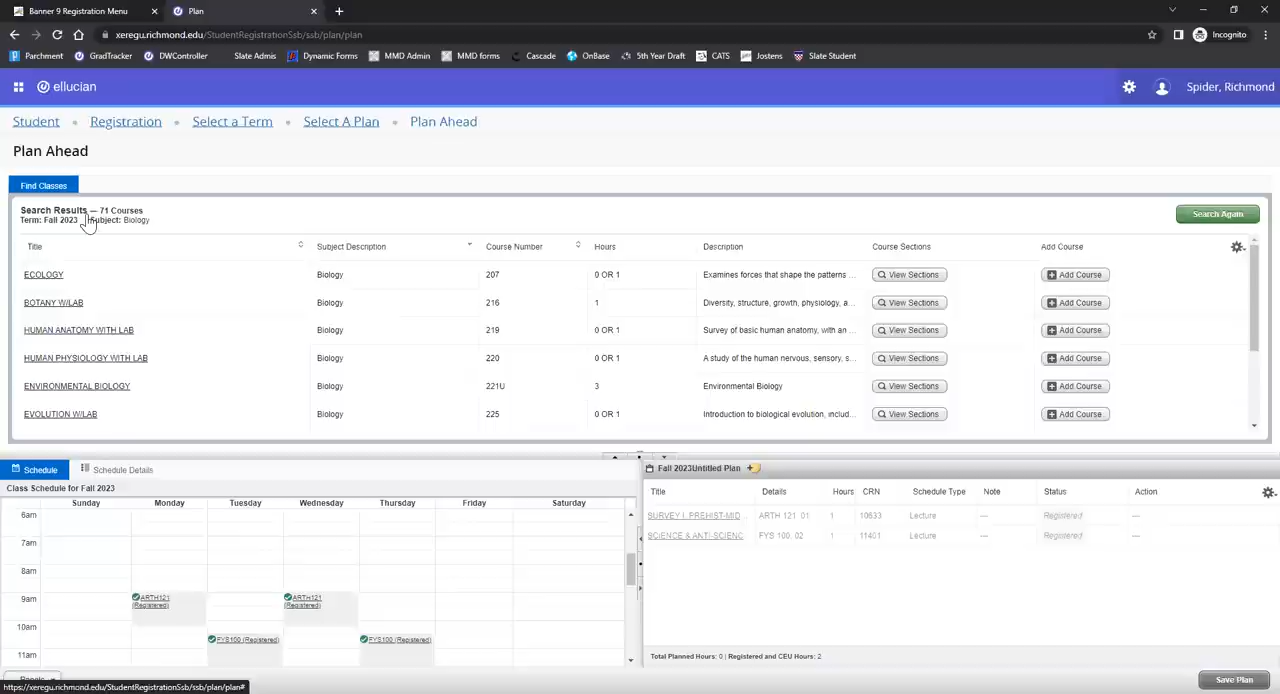 Banner 9 Registration Menu
Plan
xeregu.richmond.edu/StudentRegistrationSsb/ssb/plan/plan
Incognito
Parchment GradTracker DWController Slate Admin Dynamic Forms MMD Admin MMD forms Cascade OnBase 5th Year Draft CATS Jostens Slate Student
ellucian
Spider, Richmond
Student Registration Select a Term Select A Plan Plan Ahead
Plan Ahead
Find Classes
Search Results — 71 Courses
Term: Fall 2023 Subject: Biology
Search Again
Title Subject Description Course Number Hours Description Course Sections Add Course
ECOLOGY Biology 207 0 OR 1 Examines forces that shape the patterns ... View Sections Add Course
BOTANY W/LAB Biology 216 1 Diversity, structure, growth, physiology, a... View Sections Add Course
HUMAN ANATOMY WITH LAB Biology 219 0 OR 1 Survey of basic human anatomy, with an ... View Sections Add Course
HUMAN PHYSIOLOGY WITH LAB Biology 220 0 OR 1 A study of the human nervous, sensory, s... View Sections Add Course
ENVIRONMENTAL BIOLOGY Biology 221U 3 Environmental Biology View Sections Add Course
EVOLUTION W/LAB Biology 225 0 OR 1 Introduction to biological evolution, includ... View Sections Add Course
Schedule Schedule Details
Class Schedule for Fall 2023
Sunday Monday Tuesday Wednesday Thursday Friday Saturday
6am
7am
8am
9am
ARTH121 (Registered)
ARTH121 (Registered)
10am
FYS100 (Registered)
FYS100 (Registered)
11am
Fall 2023Untitled Plan
Title Details Hours CRN Schedule Type Note Status Action
SURVEY I: PREHIST-MID ... ARTH 121 01 1 10633 Lecture — Registered —
SCIENCE & ANTI-SCIENC FYS 100, 02 1 11401 Lecture — Registered —
Total Planned Hours: 0 | Registered and CEU Hours: 2
Panels
Save Plan
https://xeregu.richmond.edu/StudentRegistrationSsb/ssb/plan/plan#